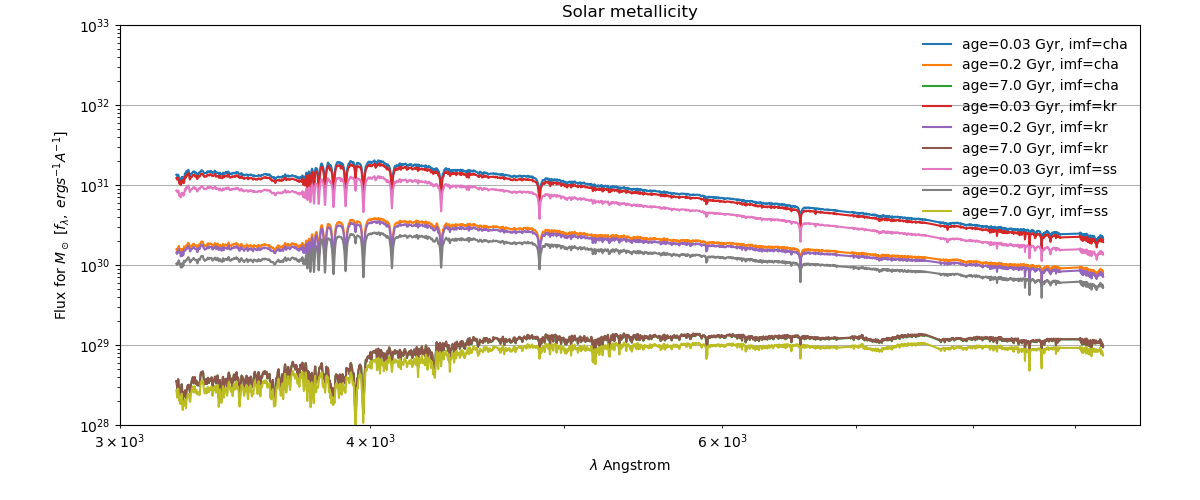 Solar metallicity
10^33
10^32
10^31
10^30
10^29
10^28
Flux for M_⊙ [f_λ, ergs^−1 A^−1]
age=0.03 Gyr, imf=cha
age=0.2 Gyr, imf=cha
age=7.0 Gyr, imf=cha
age=0.03 Gyr, imf=kr
age=0.2 Gyr, imf=kr
age=7.0 Gyr, imf=kr
age=0.03 Gyr, imf=ss
age=0.2 Gyr, imf=ss
age=7.0 Gyr, imf=ss
3 × 10^3 4 × 10^3 6 × 10^3
λ Angstrom